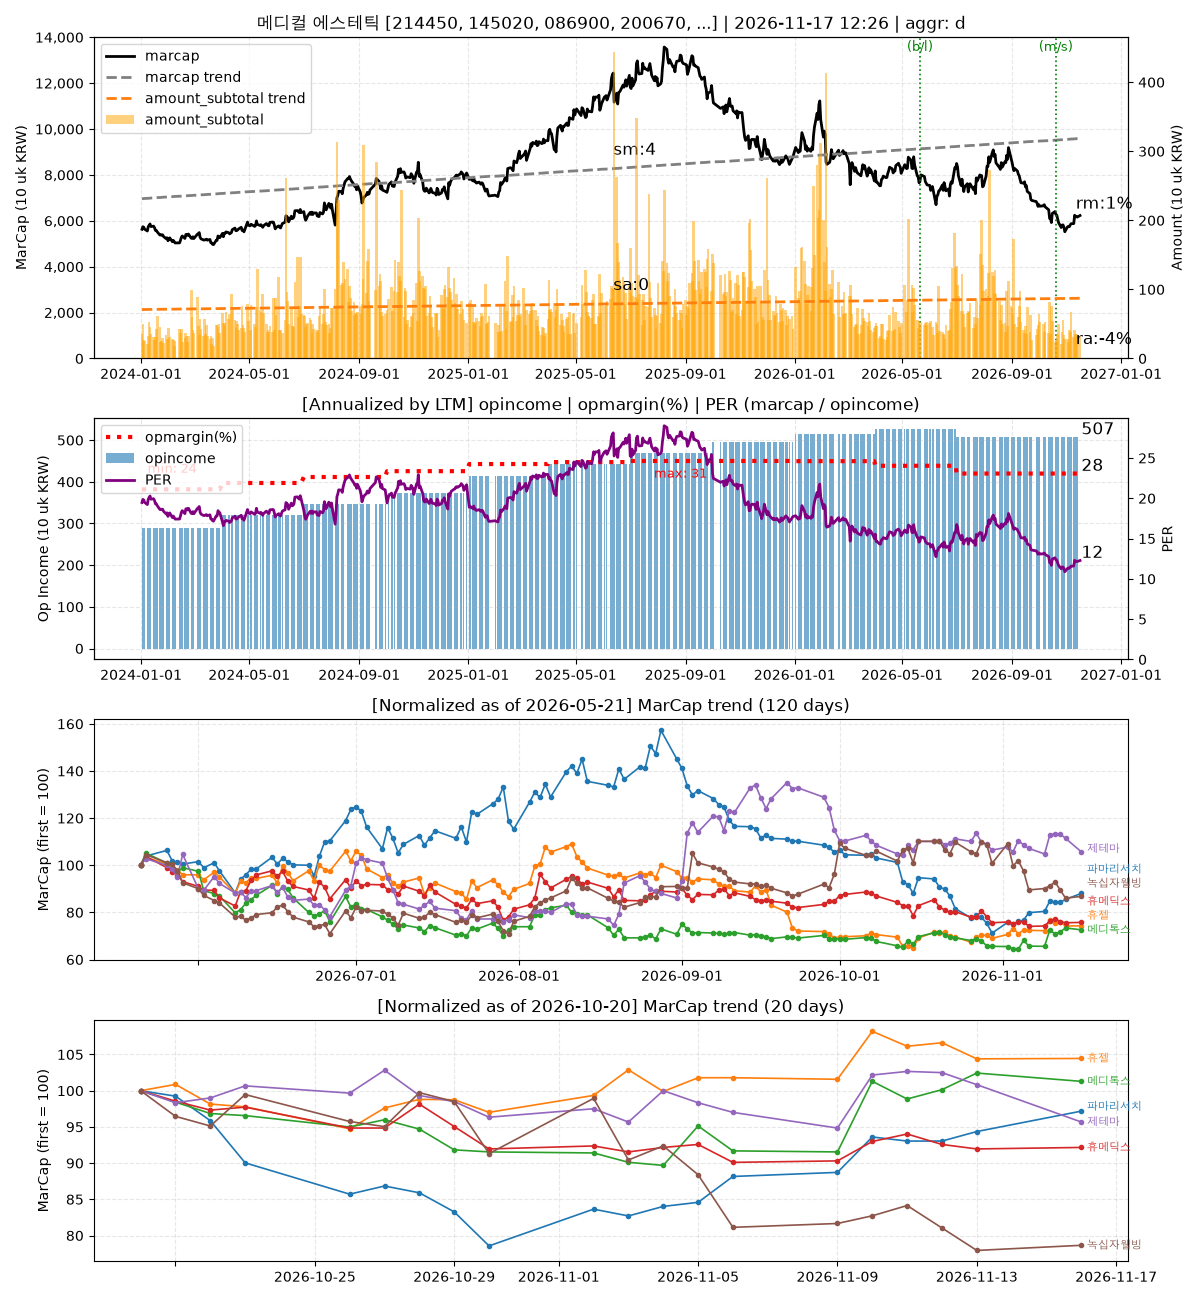 메디컬 에스테틱 [214450, 145020, 086900, 200670, ...] | 2026-11-17 12:26 | aggr: d
14,000
12,000
10,000
8,000
6,000
4,000
2,000
0
MarCap (10 uk KRW)
marcap
marcap trend
amount_subtotal trend
amount_subtotal
(b/l)
(m/s)
sm:4
sa:0
rm:1%
ra:-4%
400
300
200
100
0
Amount (10 uk KRW)
2024-01-01
2024-05-01
2024-09-01
2025-01-01
2025-05-01
2025-09-01
2026-01-01
2026-05-01
2026-09-01
2027-01-01
[Annualized by LTM] opincome | opmargin(%) | PER (marcap / opincome)
500
400
300
200
100
0
Op Income (10 uk KRW)
opmargin(%)
opincome
PER
min: 24
max: 31
507
28
12
25
20
15
10
5
0
PER
2024-01-01
2024-05-01
2024-09-01
2025-01-01
2025-05-01
2025-09-01
2026-01-01
2026-05-01
2026-09-01
2027-01-01
[Normalized as of 2026-05-21] MarCap trend (120 days)
160
140
120
100
80
60
MarCap (first = 100)
제테마
파마리서치
녹십자웰빙
휴메딕스
휴젤
메디톡스
2026-07-01
2026-08-01
2026-09-01
2026-10-01
2026-11-01
[Normalized as of 2026-10-20] MarCap trend (20 days)
105
100
95
90
85
80
MarCap (first = 100)
휴젤
메디톡스
파마리서치
제테마
휴메딕스
녹십자웰빙
2026-10-25
2026-10-29
2026-11-01
2026-11-05
2026-11-09
2026-11-13
2026-11-17